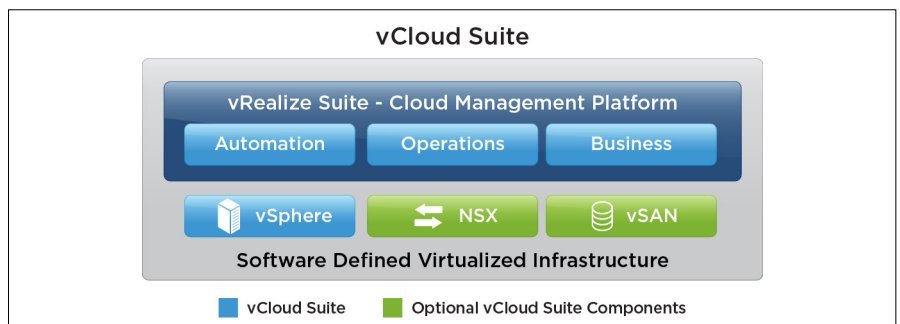 vCloud Suite
vRealize Suite - Cloud Management Platform
Automation Operations Business
vSphere NSX vSAN
Software Defined Virtualized Infrastructure
vCloud Suite Optional vCloud Suite Components